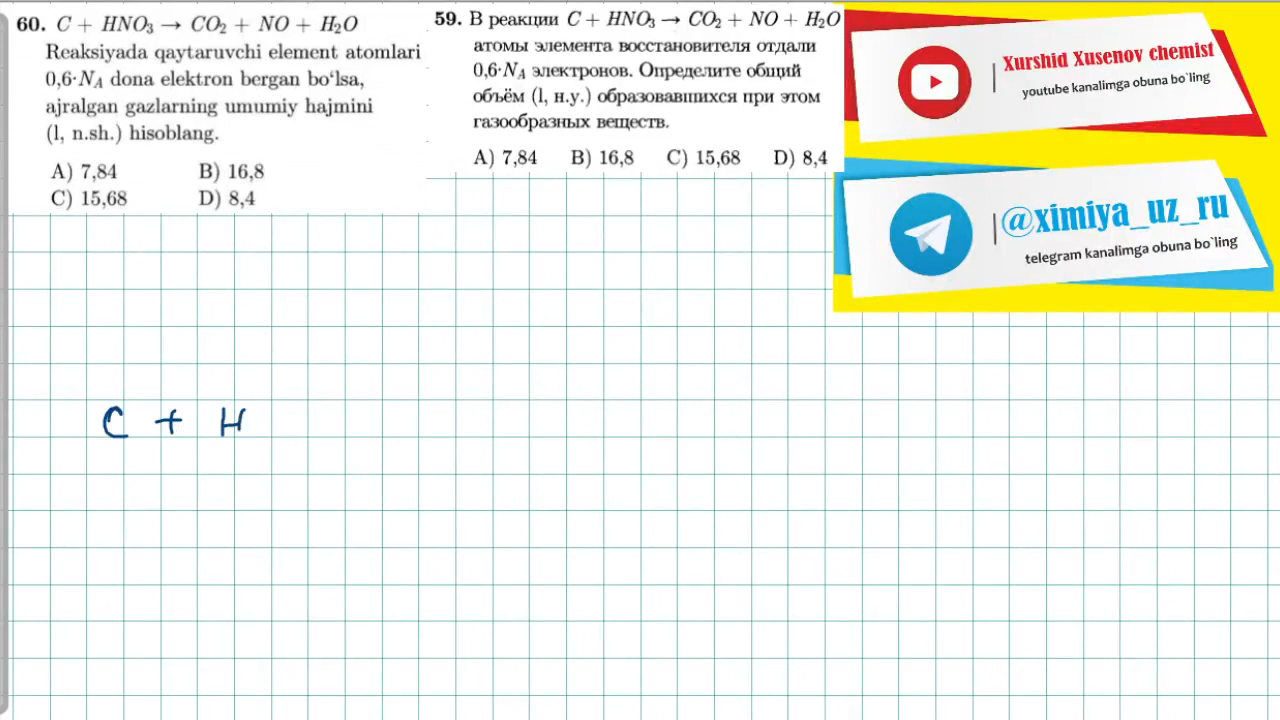 60. C + HNO₃ → CO₂ + NO + H₂O
Reaksiyada qaytaruvchi element atomlari
0,6·N_A dona elektron bergan bo‘lsa,
ajralgan gazlarning umumiy hajmini
(l, n.sh.) hisoblang.
A) 7,84 B) 16,8
C) 15,68 D) 8,4
59. В реакции C + HNO₃ → CO₂ + NO + H₂O
атомы элемента восстановителя отдали
0,6·N_A электронов. Определите общий
объём (l, н.у.) образовавшихся при этом
газообразных веществ.
A) 7,84 B) 16,8 C) 15,68 D) 8,4
Xurshid Xusenov chemist
youtube kanalimga obuna bo`ling
@ximiya_uz_ru
telegram kanalimga obuna bo`ling
C + H